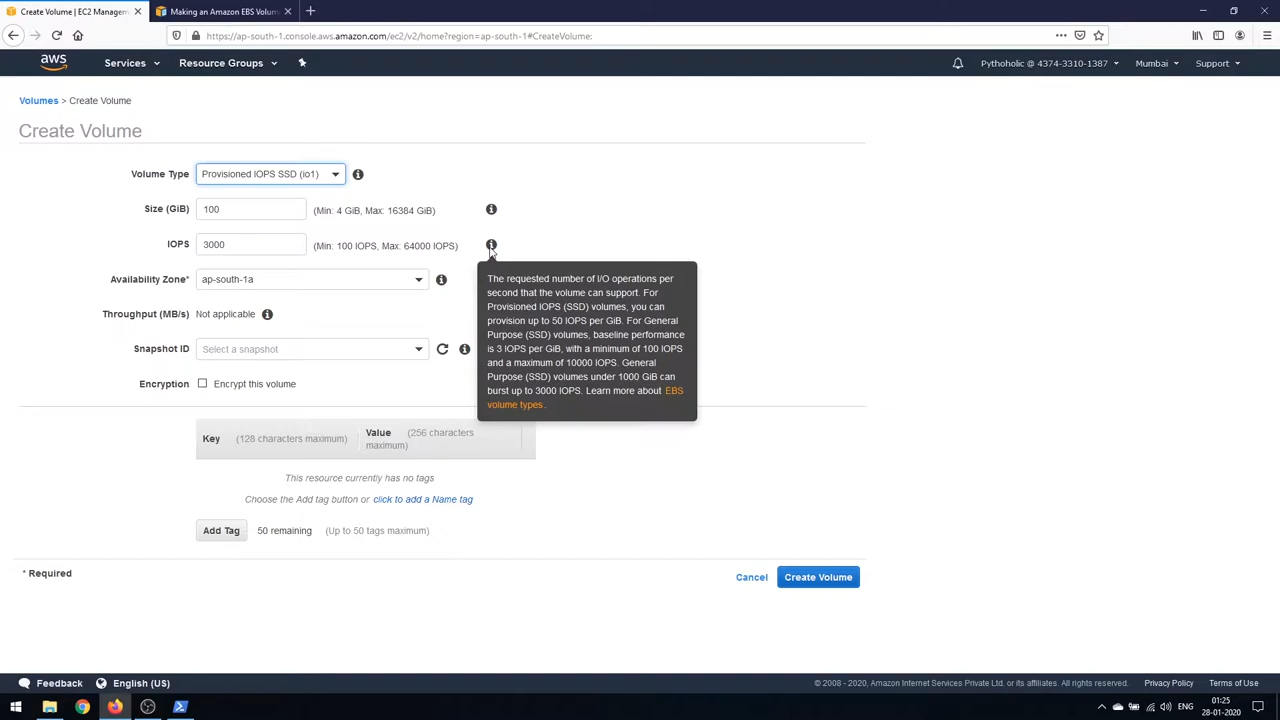 Create Volume | EC2 Managemen
Making an Amazon EBS Volum
https://ap-south-1.console.aws.amazon.com/ec2/v2/home?region=ap-south-1#CreateVolume:
aws Services Resource Groups Pythoholic @ 4374-3310-1387 Mumbai Support
Volumes > Create Volume
Create Volume
Volume Type Provisioned IOPS SSD (io1)
Size (GiB) 100 (Min: 4 GiB, Max: 16384 GiB)
IOPS 3000 (Min: 100 IOPS, Max: 64000 IOPS)
Availability Zone* ap-south-1a
Throughput (MB/s) Not applicable
Snapshot ID Select a snapshot
Encryption Encrypt this volume
The requested number of I/O operations per
second that the volume can support. For
Provisioned IOPS (SSD) volumes, you can
provision up to 50 IOPS per GiB. For General
Purpose (SSD) volumes, baseline performance
is 3 IOPS per GiB, with a minimum of 100 IOPS
and a maximum of 10000 IOPS. General
Purpose (SSD) volumes under 1000 GiB can
burst up to 3000 IOPS. Learn more about EBS
volume types.
Key (128 characters maximum) Value (256 characters
maximum)
This resource currently has no tags
Choose the Add tag button or click to add a Name tag
Add Tag 50 remaining (Up to 50 tags maximum)
* Required
Cancel Create Volume
Feedback English (US) © 2008 - 2020, Amazon Internet Services Private Ltd. or its affiliates. All rights reserved. Privacy Policy Terms of Use
ENG 01:25
28-01-2020